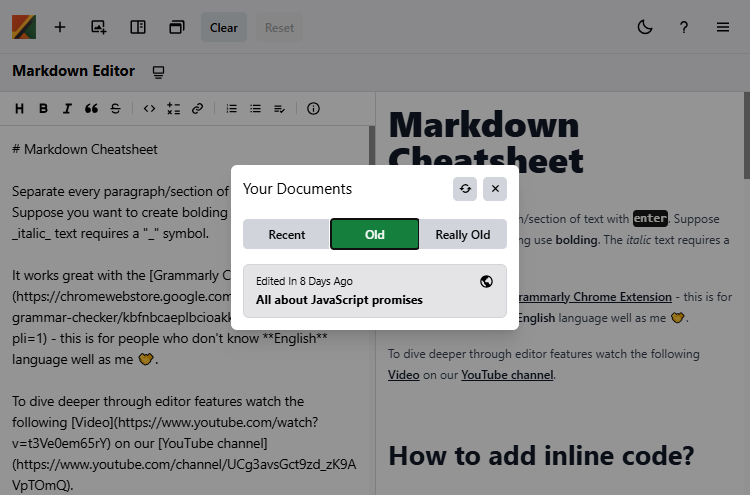 Clear
Reset
?
Markdown Editor
H B I
# Markdown Cheatsheet
Separate every paragraph/section of
Suppose you want to create bolding
_italic_ text requires a "_" symbol.
It works great with the [Grammarly C
(https://chromewebstore.google.com
grammar-checker/kbfnbcaeplbcioakk
pli=1) - this is for people who don't know **English**
language well as me 🤝.
To dive deeper through editor features watch the
following [Video](https://www.youtube.com/watch?
v=t3Ve0em65rY) on our [YouTube channel]
(https://www.youtube.com/channel/UCg3avsGct9zd_zK9A
VpTOmQ).
Your Documents
Recent
Old
Really Old
Edited In 8 Days Ago
All about JavaScript promises
Markdown
Cheatsheet
/section of text with enter. Suppose
g use bolding. The italic text requires a
rammarly Chrome Extension - this is for
English language well as me 🤝.
To dive deeper through editor features watch the following
Video on our YouTube channel.
How to add inline code?